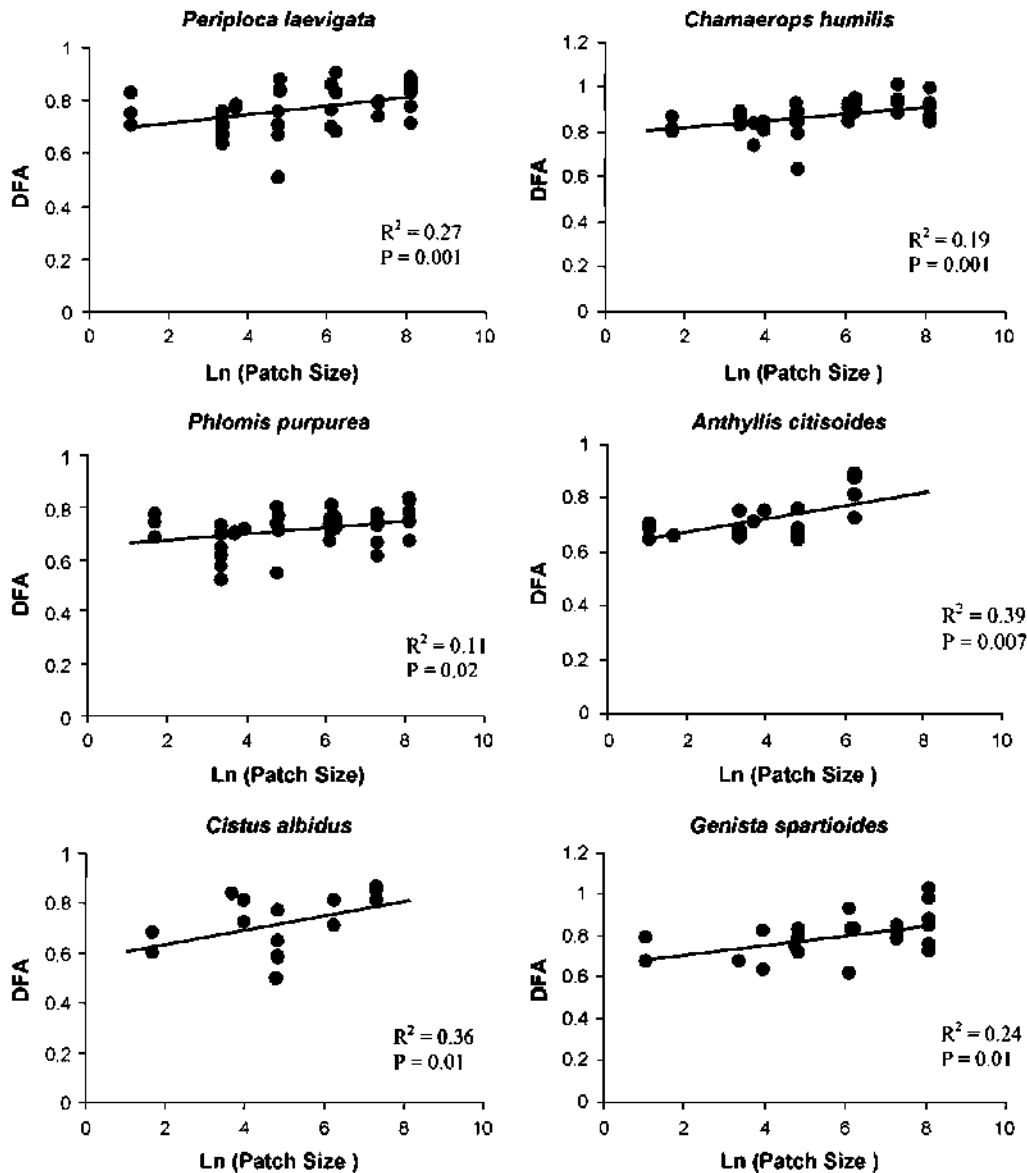 Periploca laevigata
1
0.8
0.6
0.4
0.2
0
DFA
R² = 0.27
P = 0.001
0 2 4 6 8 10
Ln (Patch Size)
Chamaerops humilis
1.2
1
0.8
0.6
0.4
0.2
0
DFA
R² = 0.19
P = 0.001
0 2 4 6 8 10
Ln (Patch Size )
Phlomis purpurea
1
0.8
0.6
0.4
0.2
0
DFA
R² = 0.11
P = 0.02
0 2 4 6 8 10
Ln (Patch Size)
Anthyllis citisoides
1
0.8
0.6
0.4
0.2
0
DFA
R² = 0.39
P = 0.007
0 2 4 6 8 10
Ln (Patch Size )
Cistus albidus
1
0.8
0.6
0.4
0.2
0
DFA
R² = 0.36
P = 0.01
0 2 4 6 8 10
Ln (Patch Size )
Genista spartioides
1.2
1
0.8
0.6
0.4
0.2
0
DFA
R² = 0.24
P = 0.01
0 2 4 6 8 10
Ln (Patch Size )